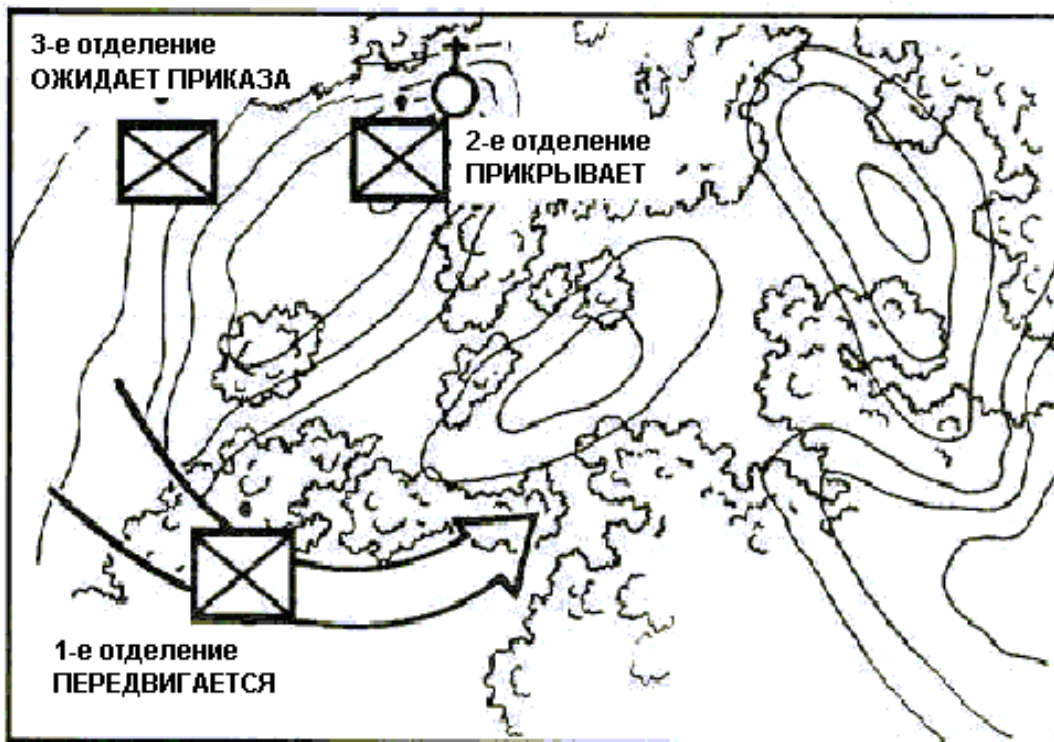 3-е отделение
ОЖИДАЕТ ПРИКАЗА
2-е отделение
ПРИКРЫВАЕТ
1-е отделение
ПЕРЕДВИГАЕТСЯ